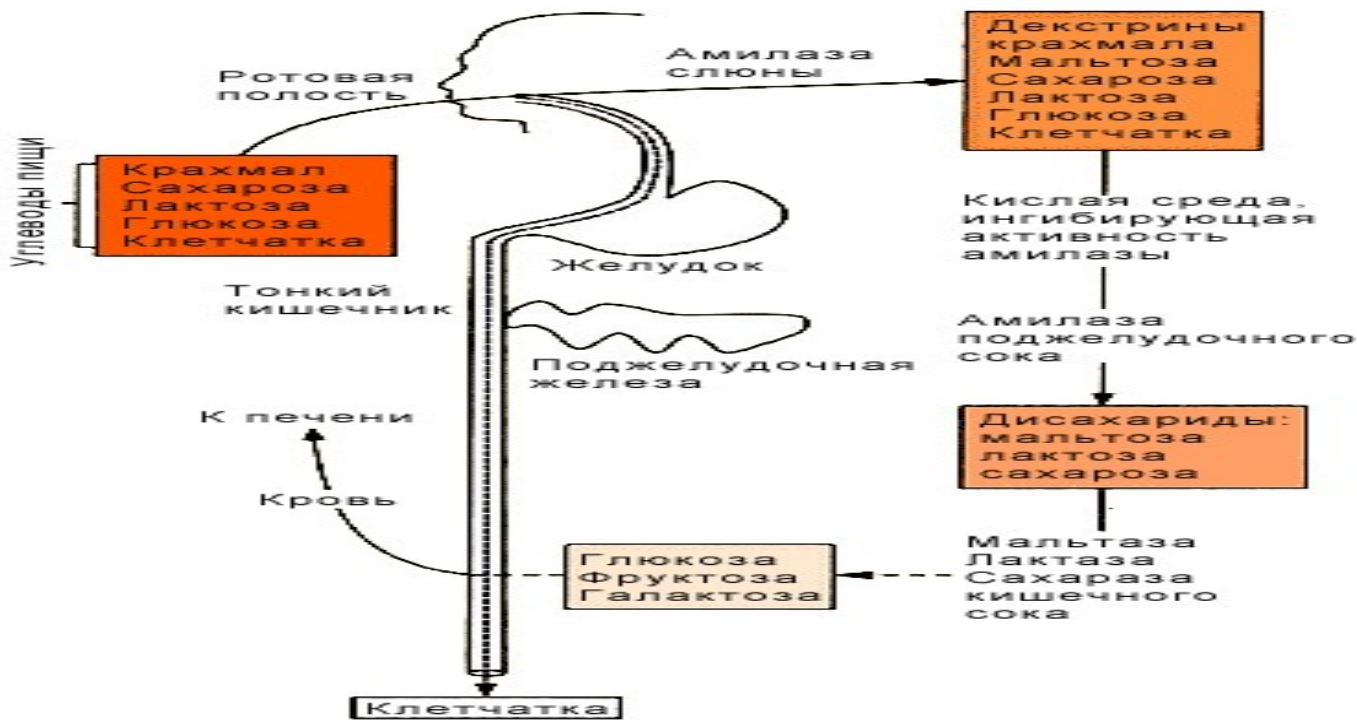 Ротовая
полость
Амилаза
слюны
Декстрины
крахмала
Мальтоза
Сахароза
Лактоза
Глюкоза
Клетчатка
Углеводы пищи
Крахмал
Сахароза
Лактоза
Глюкоза
Клетчатка
Кислая среда,
ингибирующая
активность
амилазы
Желудок
Тонкий
кишечник
Амилаза
поджелудочного
сока
Поджелудочная
железа
К печени
Дисахариды:
мальтоза
лактоза
сахароза
Кровь
Мальтаза
Лактаза
Сахараза
кишечного
сока
Глюкоза
Фруктоза
Галактоза
Клетчатка